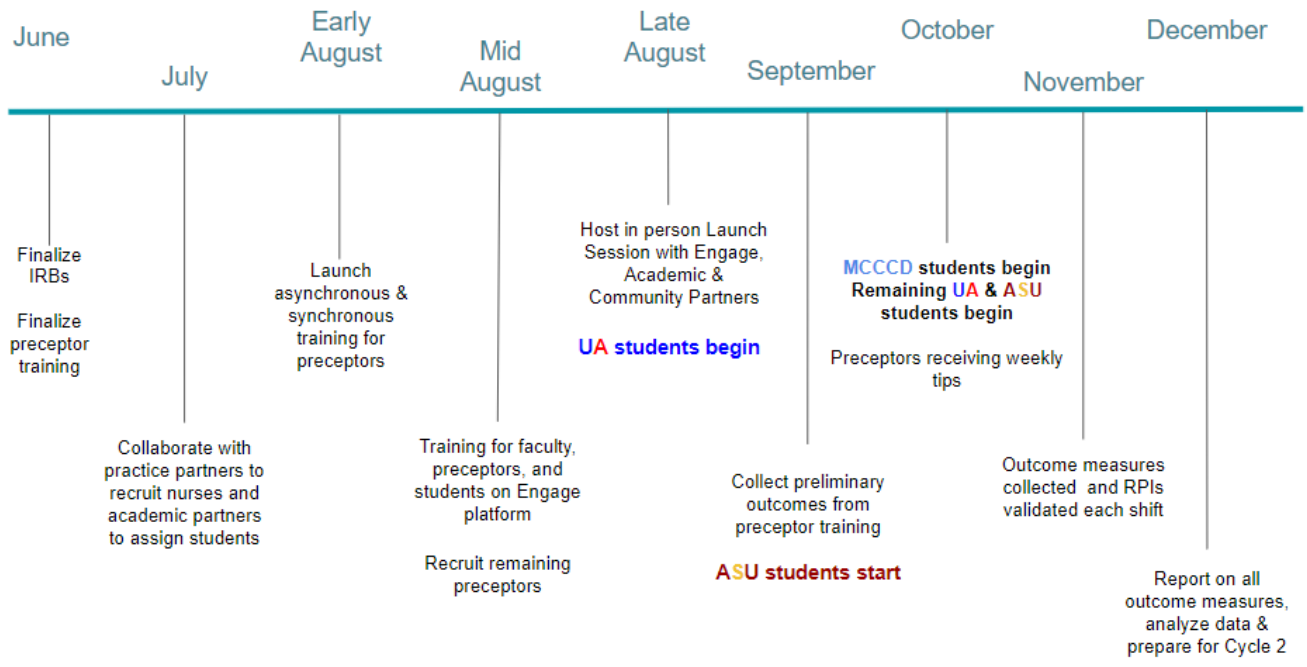 June
July
Early
August
Mid
August
Late
August
September
October
November
December
Finalize
IRBs
Finalize
preceptor
training
Collaborate with
practice partners to
recruit nurses and
academic partners
to assign students
Launch
asynchronous &
synchronous
training for
preceptors
Training for faculty,
preceptors, and
students on Engage
platform
Recruit remaining
preceptors
Host in person Launch
Session with Engage,
Academic &
Community Partners
UA students begin
Collect preliminary
outcomes from
preceptor training
ASU students start
MCCCD students begin
Remaining UA & ASU
students begin
Preceptors receiving weekly
tips
Outcome measures
collected and RPIs
validated each shift
Report on all
outcome measures,
analyze data &
prepare for Cycle 2